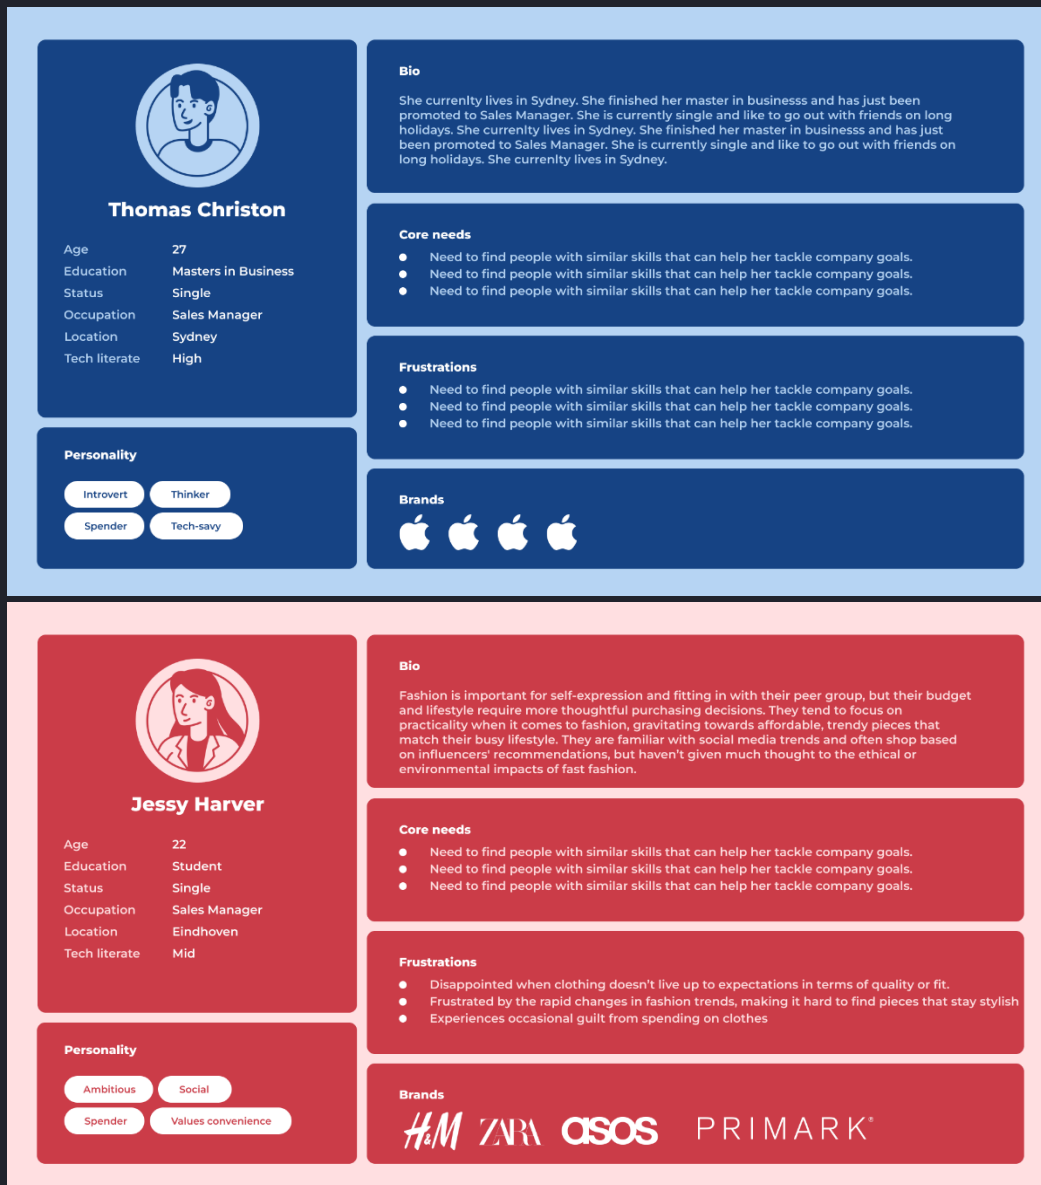 Thomas Christon
Age 27
Education Masters in Business
Status Single
Occupation Sales Manager
Location Sydney
Tech literate High
Personality
Introvert Thinker
Spender Tech-savy
Bio
She currenlty lives in Sydney. She finished her master in businesss and has just been
promoted to Sales Manager. She is currently single and like to go out with friends on long
holidays. She currenlty lives in Sydney. She finished her master in businesss and has just
been promoted to Sales Manager. She is currently single and like to go out with friends on
long holidays. She currenlty lives in Sydney.
Core needs
Need to find people with similar skills that can help her tackle company goals.
Need to find people with similar skills that can help her tackle company goals.
Need to find people with similar skills that can help her tackle company goals.
Frustrations
Need to find people with similar skills that can help her tackle company goals.
Need to find people with similar skills that can help her tackle company goals.
Need to find people with similar skills that can help her tackle company goals.
Brands
Jessy Harver
Age 22
Education Student
Status Single
Occupation Sales Manager
Location Eindhoven
Tech literate Mid
Personality
Ambitious Social
Spender Values convenience
Bio
Fashion is important for self-expression and fitting in with their peer group, but their budget
and lifestyle require more thoughtful purchasing decisions. They tend to focus on
practicality when it comes to fashion, gravitating towards affordable, trendy pieces that
match their busy lifestyle. They are familiar with social media trends and often shop based
on influencers' recommendations, but haven't given much thought to the ethical or
environmental impacts of fast fashion.
Core needs
Need to find people with similar skills that can help her tackle company goals.
Need to find people with similar skills that can help her tackle company goals.
Need to find people with similar skills that can help her tackle company goals.
Frustrations
Disappointed when clothing doesn't live up to expectations in terms of quality or fit.
Frustrated by the rapid changes in fashion trends, making it hard to find pieces that stay stylish
Experiences occasional guilt from spending on clothes
Brands
H&M ZARA asos PRIMARK®